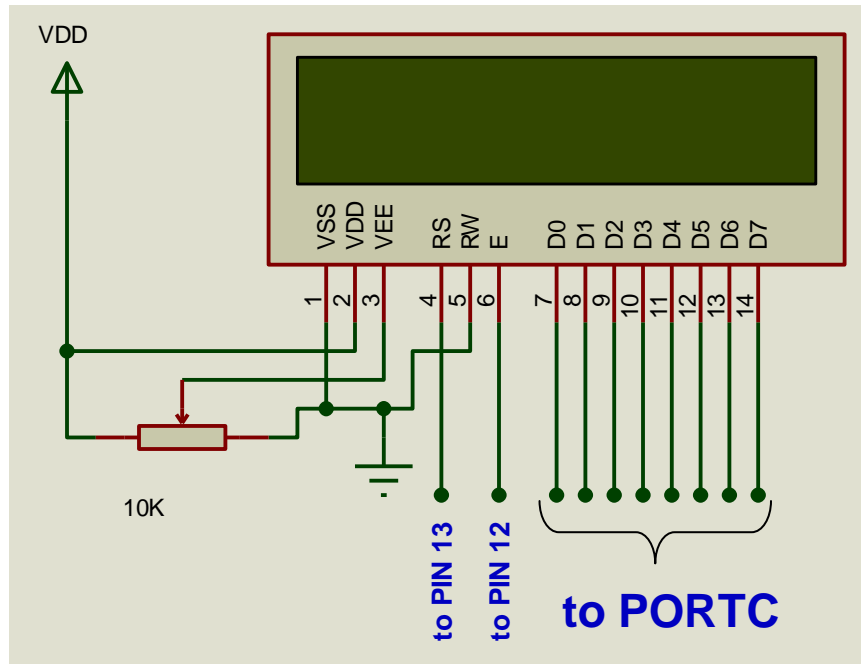 VDD
VSS
VDD
VEE
RS
RW
E
D0
D1
D2
D3
D4
D5
D6
D7
1
2
3
4
5
6
7
8
9
10
11
12
13
14
10K
to PIN 13
to PIN 12
to PORTC